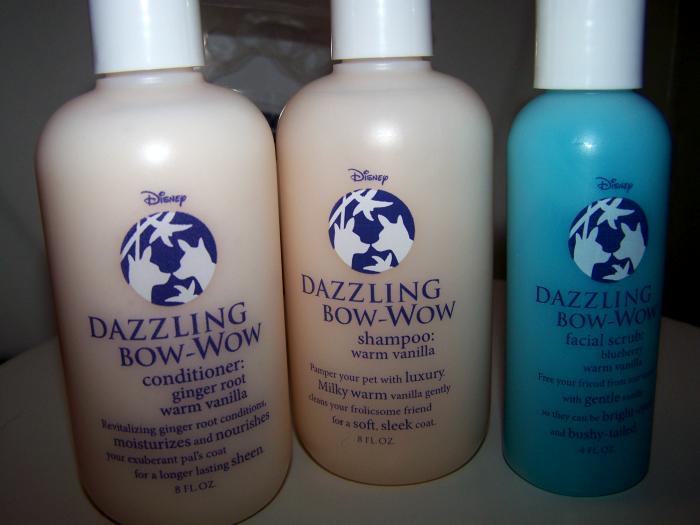 Disney
DAZZLING
BOW-WOW
conditioner:
ginger root
warm vanilla
Revitalizing ginger root conditions,
moisturizes and nourishes
your exuberant pal's coat
for a longer lasting sheen.
8 FL. OZ.
Disney
DAZZLING
BOW-WOW
shampoo:
warm vanilla
Pamper your pet with luxury.
Milky warm vanilla gently
cleans your frolicsome friend
for a soft, sleek coat.
8 FL. OZ.
Disney
DAZZLING
BOW-WOW
facial scrub:
blueberry
warm vanilla
Free your friend from
with gentle
so they can be bright
and bushy-tailed.
4 FL. OZ.